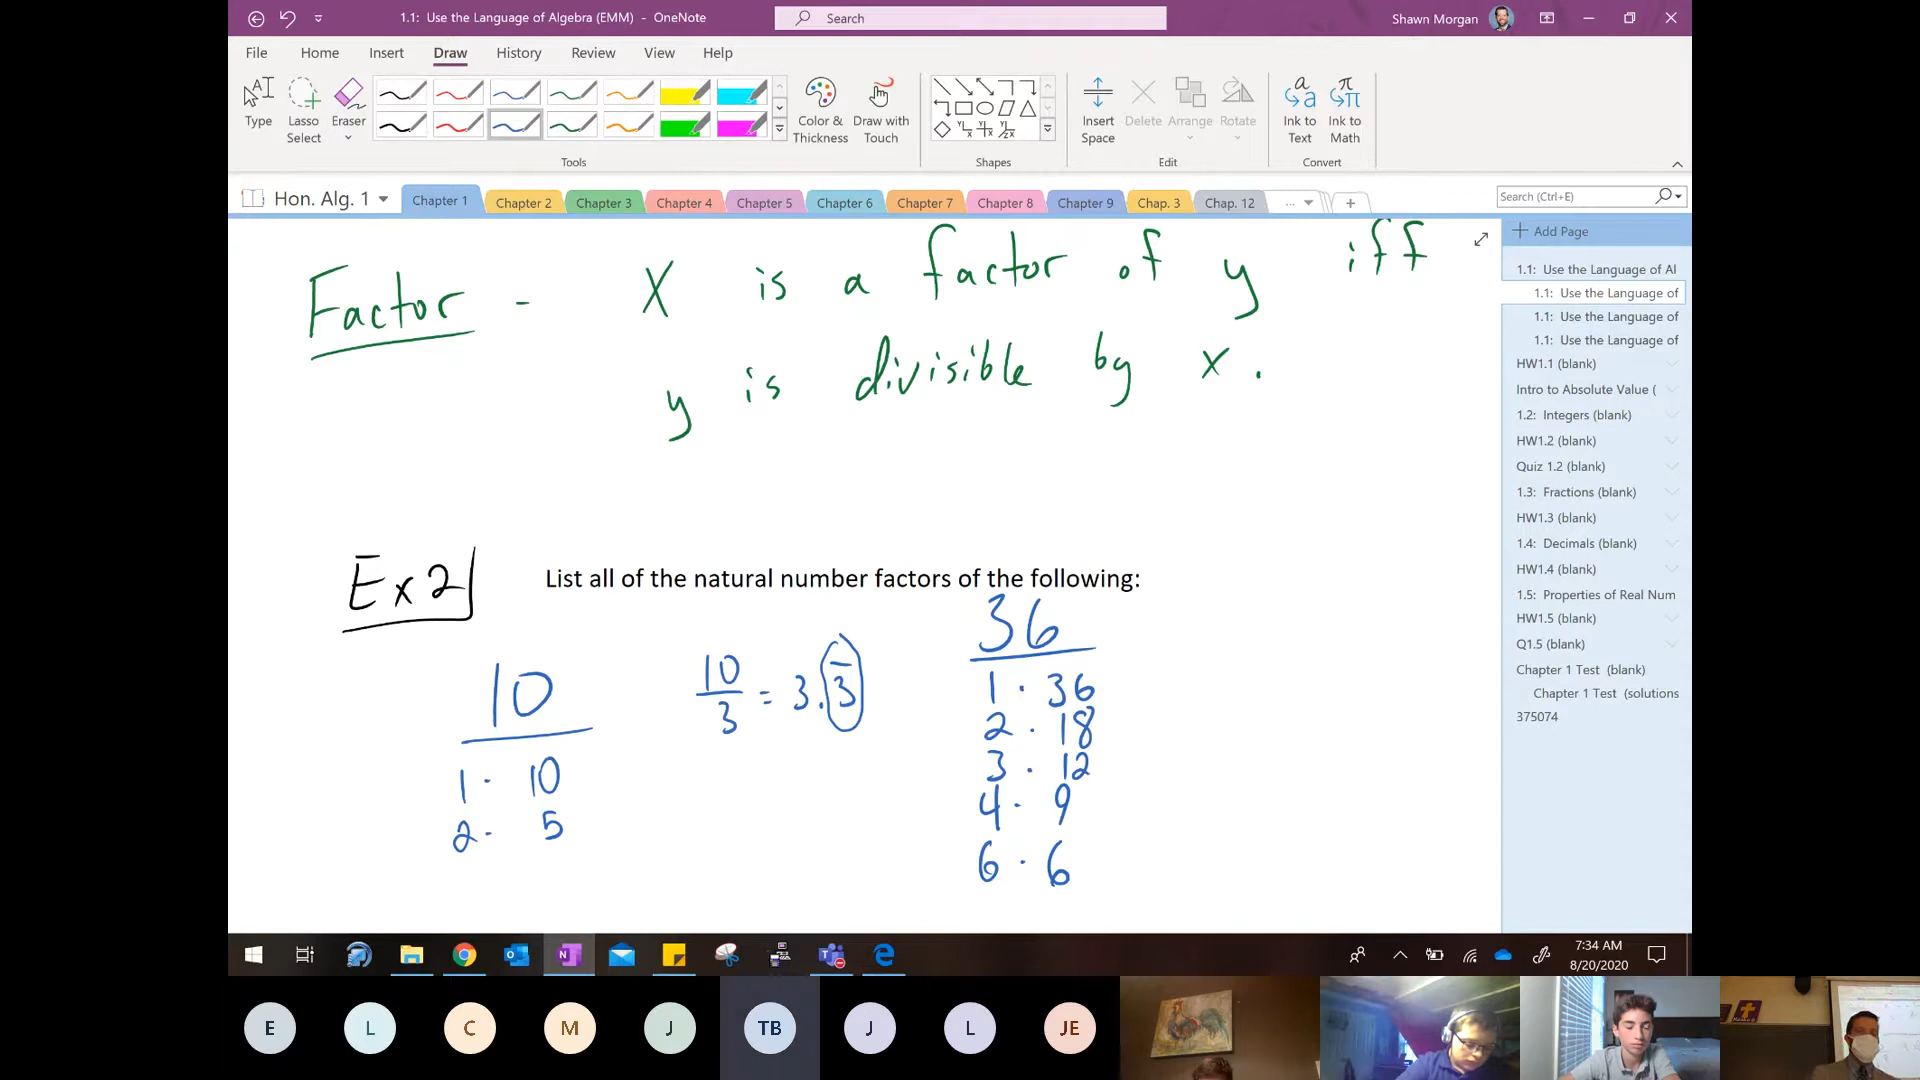 1.1: Use the Language of Algebra (EMM) - OneNote
Search
Shawn Morgan
File Home Insert Draw History Review View Help
Type
Lasso Select
Eraser
Color & Thickness
Draw with Touch
Insert Space
Delete
Arrange
Rotate
Ink to Text
Ink to Math
Tools
Shapes
Edit
Convert
Hon. Alg. 1
Chapter 1 Chapter 2 Chapter 3 Chapter 4 Chapter 5 Chapter 6 Chapter 7 Chapter 8 Chapter 9 Chap. 3 Chap. 12 ... +
Search (Ctrl+E)
Factor - X is a factor of y iff
y is divisible by x.
Ex 2 List all of the natural number factors of the following:
10
1 · 10
2 · 5
10/3 = 3.3̅
36
1 · 36
2 · 18
3 · 12
4 · 9
6 · 6
Add Page
1.1: Use the Language of Al
1.1: Use the Language of
1.1: Use the Language of
1.1: Use the Language of
HW1.1 (blank)
Intro to Absolute Value (
1.2: Integers (blank)
HW1.2 (blank)
Quiz 1.2 (blank)
1.3: Fractions (blank)
HW1.3 (blank)
1.4: Decimals (blank)
HW1.4 (blank)
1.5: Properties of Real Num
HW1.5 (blank)
Q1.5 (blank)
Chapter 1 Test (blank)
Chapter 1 Test (solutions
375074
7:34 AM
8/20/2020
E L C M J TB J L JE